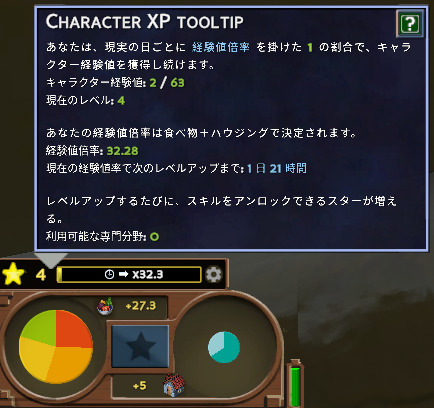 CHARACTER XP TOOLTIP
?
あなたは、現実の日ごとに 経験値倍率 を掛けた 1 の割合で、キャラ
クター経験値を獲得し続けます。
キャラクター経験値: 2 / 63
現在のレベル: 4
あなたの経験値倍率は食べ物＋ハウジングで決定されます。
経験値倍率: 32.28
現在の経験値率で次のレベルアップまで: 1 日 21 時間
レベルアップするたびに、スキルをアンロックできるスターが増え
る。
利用可能な専門分野: 0
4 ➡ x32.3
+27.3
+5